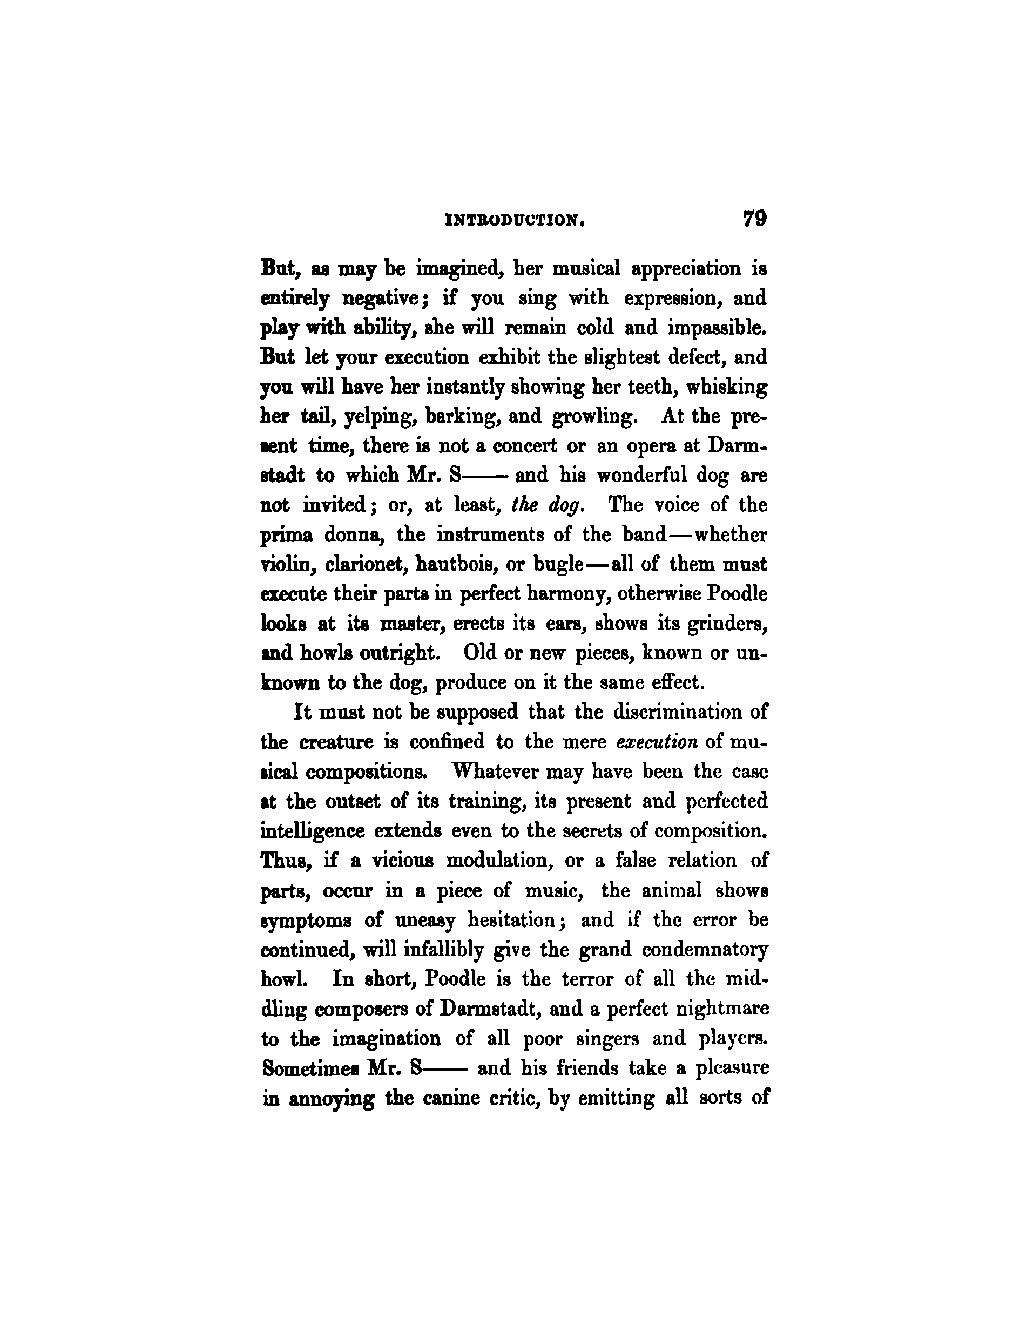 INTRODUCTION. 79
But, as may be imagined, her musical appreciation is
entirely negative; if you sing with expression, and
play with ability, she will remain cold and impassible.
But let your execution exhibit the slightest defect, and
you will have her instantly showing her teeth, whisking
her tail, yelping, barking, and growling. At the pre-
sent time, there is not a concert or an opera at Darm-
stadt to which Mr. S—— and his wonderful dog are
not invited; or, at least, the dog. The voice of the
prima donna, the instruments of the band—whether
violin, clarionet, hautbois, or bugle—all of them must
execute their parts in perfect harmony, otherwise Poodle
looks at its master, erects its ears, shows its grinders,
and howls outright. Old or new pieces, known or un-
known to the dog, produce on it the same effect.
It must not be supposed that the discrimination of
the creature is confined to the mere execution of mu-
sical compositions. Whatever may have been the case
at the outset of its training, its present and perfected
intelligence extends even to the secrets of composition.
Thus, if a vicious modulation, or a false relation of
parts, occur in a piece of music, the animal shows
symptoms of uneasy hesitation; and if the error be
continued, will infallibly give the grand condemnatory
howl. In short, Poodle is the terror of all the mid-
dling composers of Darmstadt, and a perfect nightmare
to the imagination of all poor singers and players.
Sometimes Mr. S—— and his friends take a pleasure
in annoying the canine critic, by emitting all sorts of